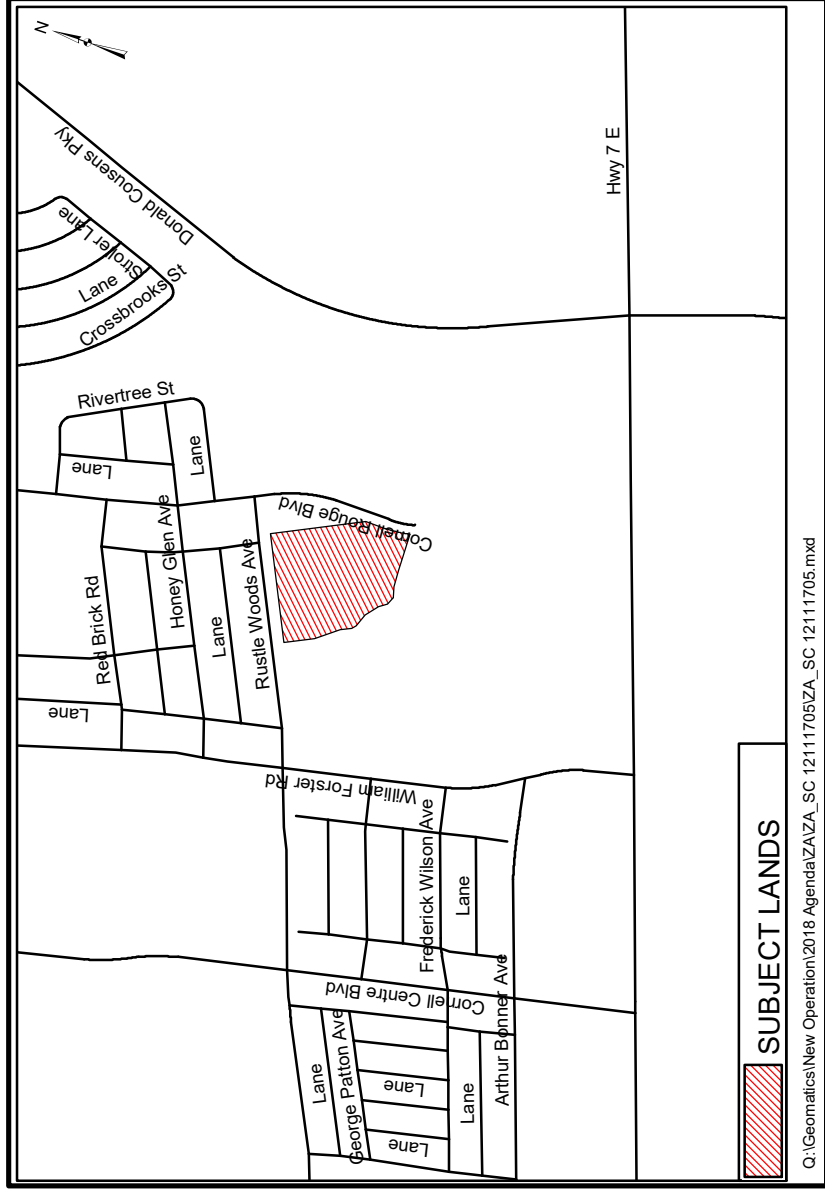 N
Donald Cousens Pky
Stroller Lane
Lane
Crossbrooks St
Hwy 7 E
Rivertree St
Lane
Lane
Cornell Rouge Blvd
Honey Glen Ave
Red Brick Rd
Lane
Rustle Woods Ave
Lane
William Forster Rd
Frederick Wilson Ave
Lane
Cornell Centre Blvd
Arthur Bonner Ave
Lane
George Patton Ave
Lane
Lane
Lane
SUBJECT LANDS
Q:\Geomatics\New Operation\2018 Agenda\ZA\ZA_SC 12111705\ZA_SC 12111705.mxd